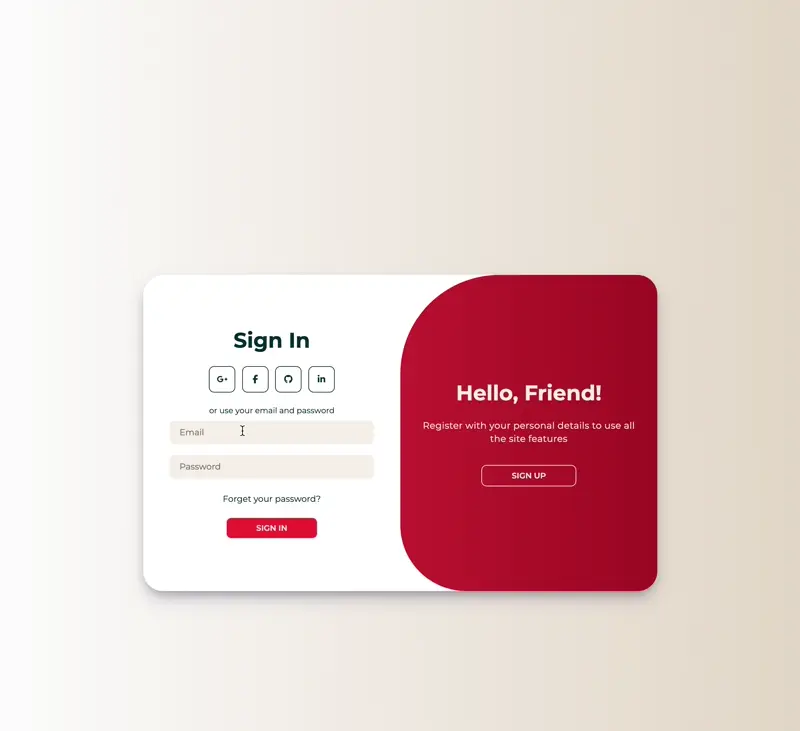 Sign In
G+ f in
or use your email and password
Email
Password
Forget your password?
SIGN IN
Hello, Friend!
Register with your personal details to use all
the site features
SIGN UP